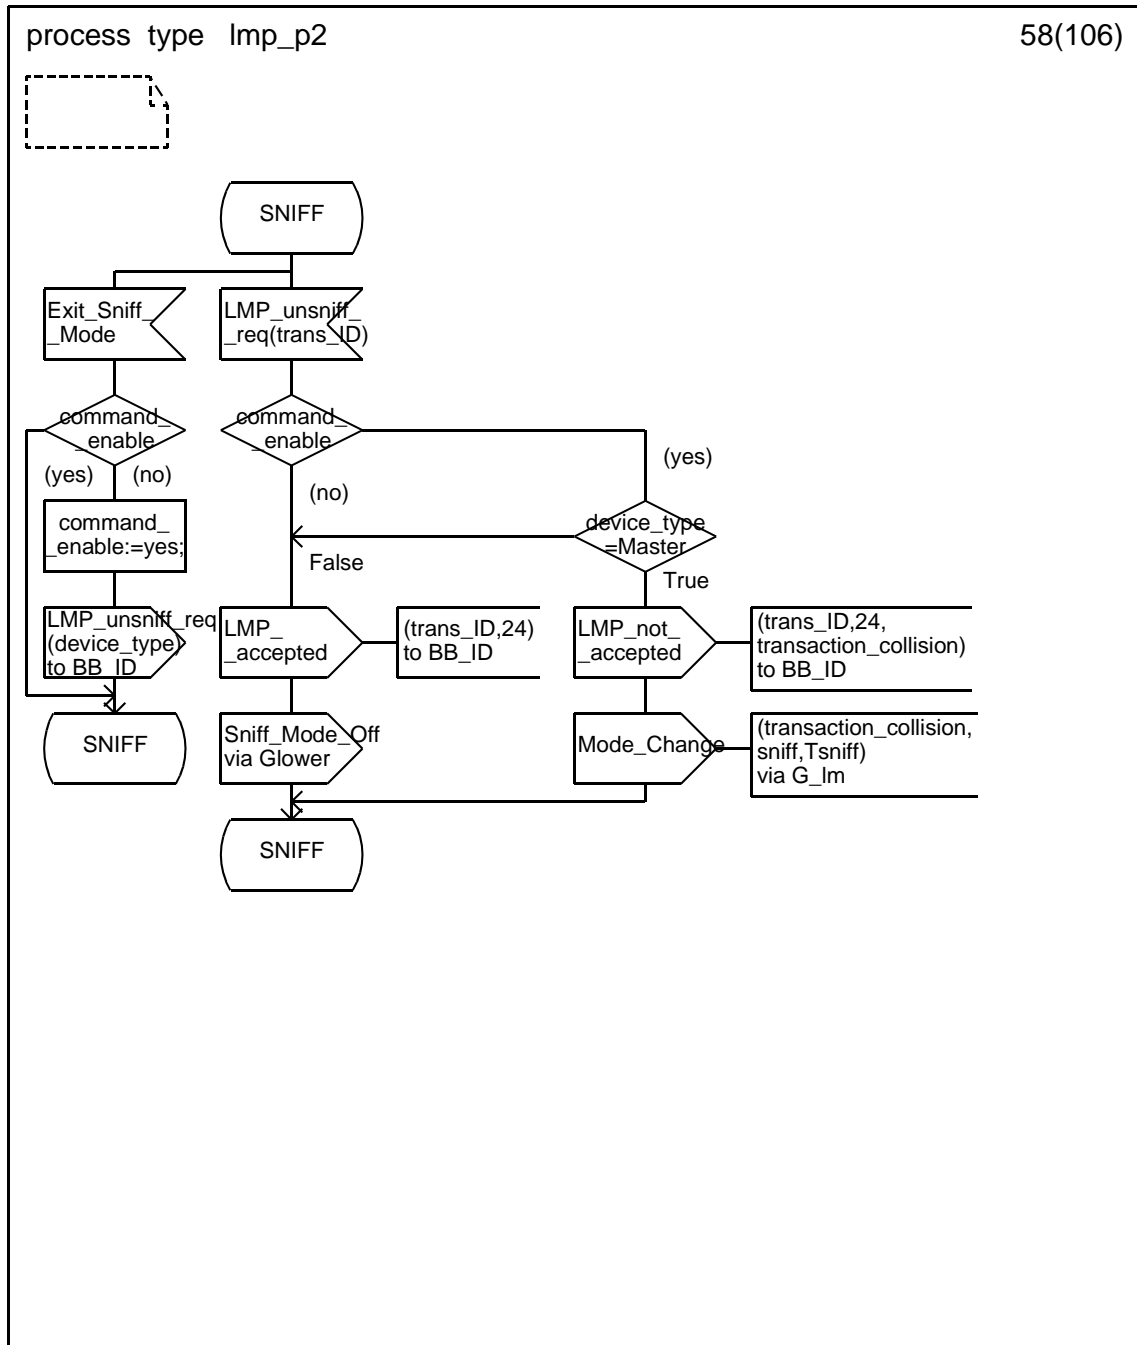 process type lmp_p2
58(106)
SNIFF
Exit_Sniff_
_Mode
LMP_unsniff_
_req(trans_ID)
command_
_enable
command_
_enable
(yes)
(no)
(no)
(yes)
command_
_enable:=yes;
device_type
=Master
False
True
LMP_unsniff_req
(device_type)
to BB_ID
LMP_
_accepted
(trans_ID,24)
to BB_ID
LMP_not_
_accepted
(trans_ID,24,
transaction_collision)
to BB_ID
SNIFF
Sniff_Mode_Off
via Glower
Mode_Change
(transaction_collision,
sniff,Tsniff)
via G_lm
SNIFF